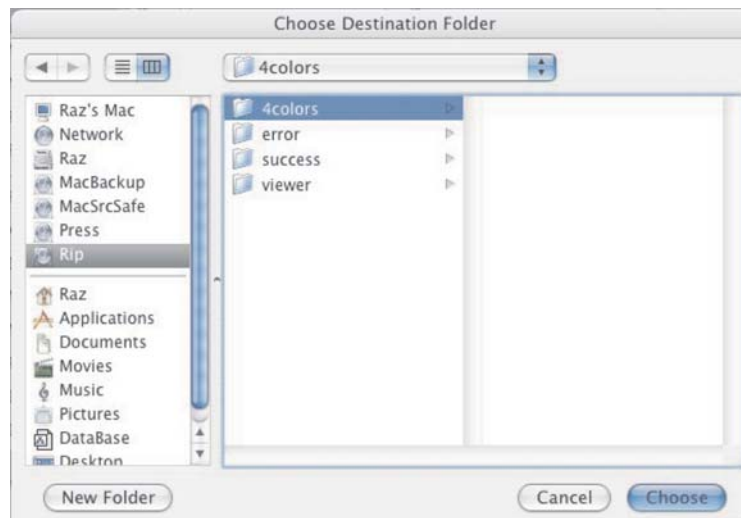 Choose Destination Folder
4colors
Raz's Mac
Network
Raz
MacBackup
MacSrcSafe
Press
Rip
Raz
Applications
Documents
Movies
Music
Pictures
DataBase
Desktop
4colors
error
success
viewer
New Folder
Cancel
Choose